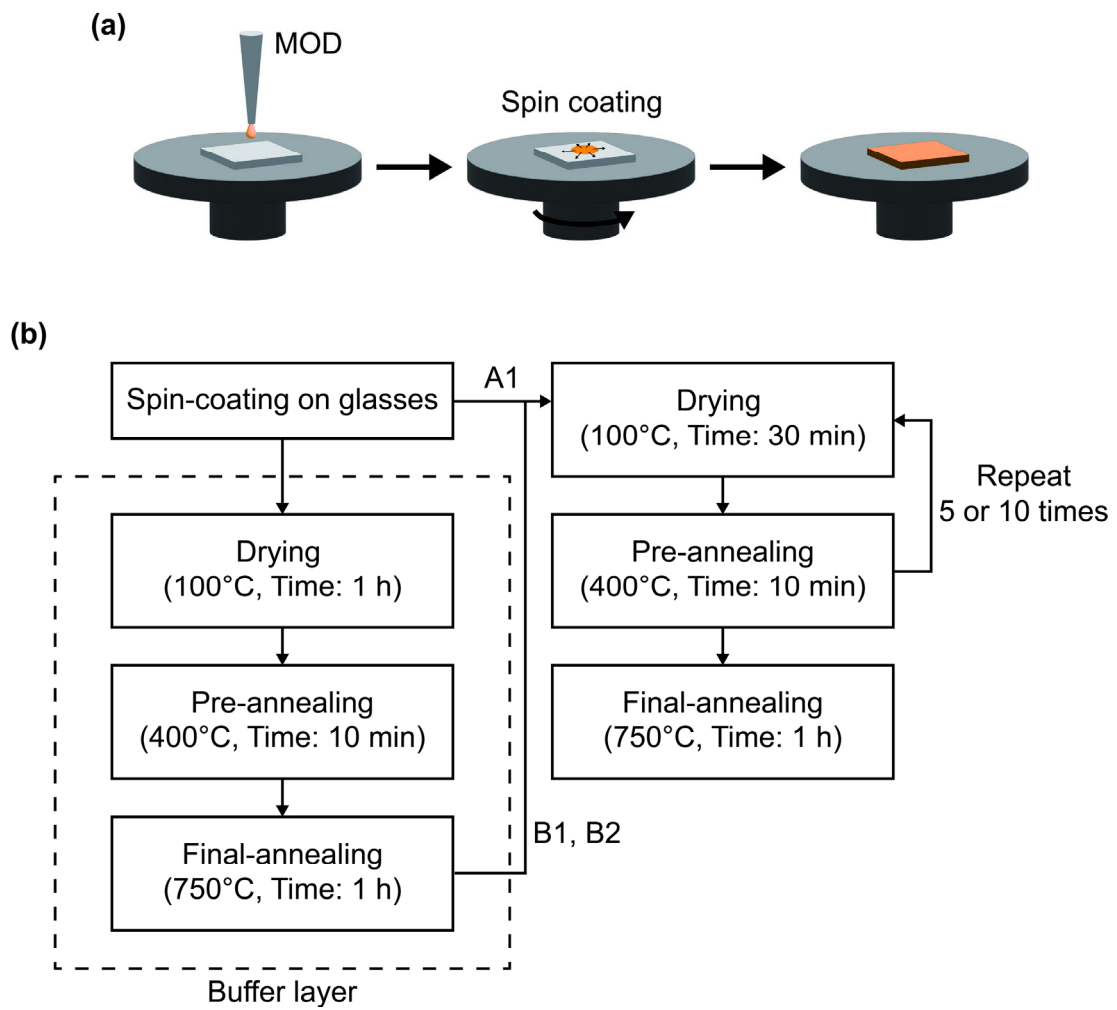 (a)
MOD
Spin coating
(b)
Spin-coating on glasses
A1
Drying
(100°C, Time: 30 min)
Repeat
5 or 10 times
Drying
(100°C, Time: 1 h)
Pre-annealing
(400°C, Time: 10 min)
Pre-annealing
(400°C, Time: 10 min)
Final-annealing
(750°C, Time: 1 h)
Final-annealing
(750°C, Time: 1 h)
B1, B2
Buffer layer